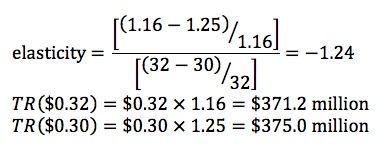 elasticity = [(1.16 − 1.25)/1.16] / [(32 − 30)/32] = −1.24
TR($0.32) = $0.32 × 1.16 = $371.2 million
TR($0.30) = $0.30 × 1.25 = $375.0 million